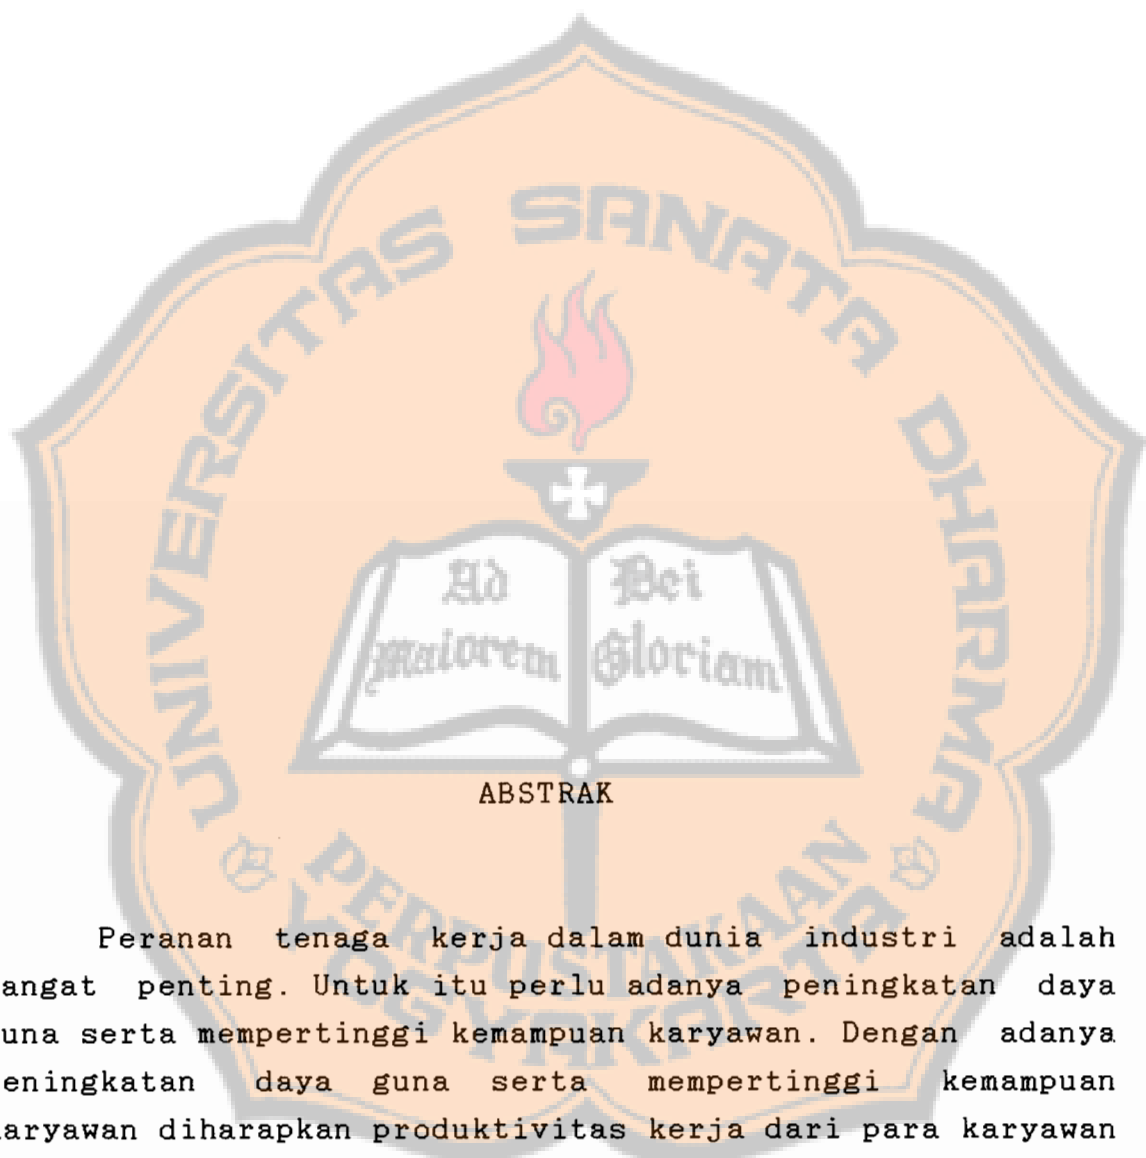 UNIVERSITAS SANATA DHARMA
Ad Dei
Maiorem Gloriam
ABSTRAK
PERPUSTAKAAN
YOGYAKARTA
Peranan tenaga kerja dalam dunia industri adalah
angat penting. Untuk itu perlu adanya peningkatan daya
una serta mempertinggi kemampuan karyawan. Dengan adanya
eningkatan daya guna serta mempertinggi kemampuan
aryawan diharapkan produktivitas kerja dari para karyawan